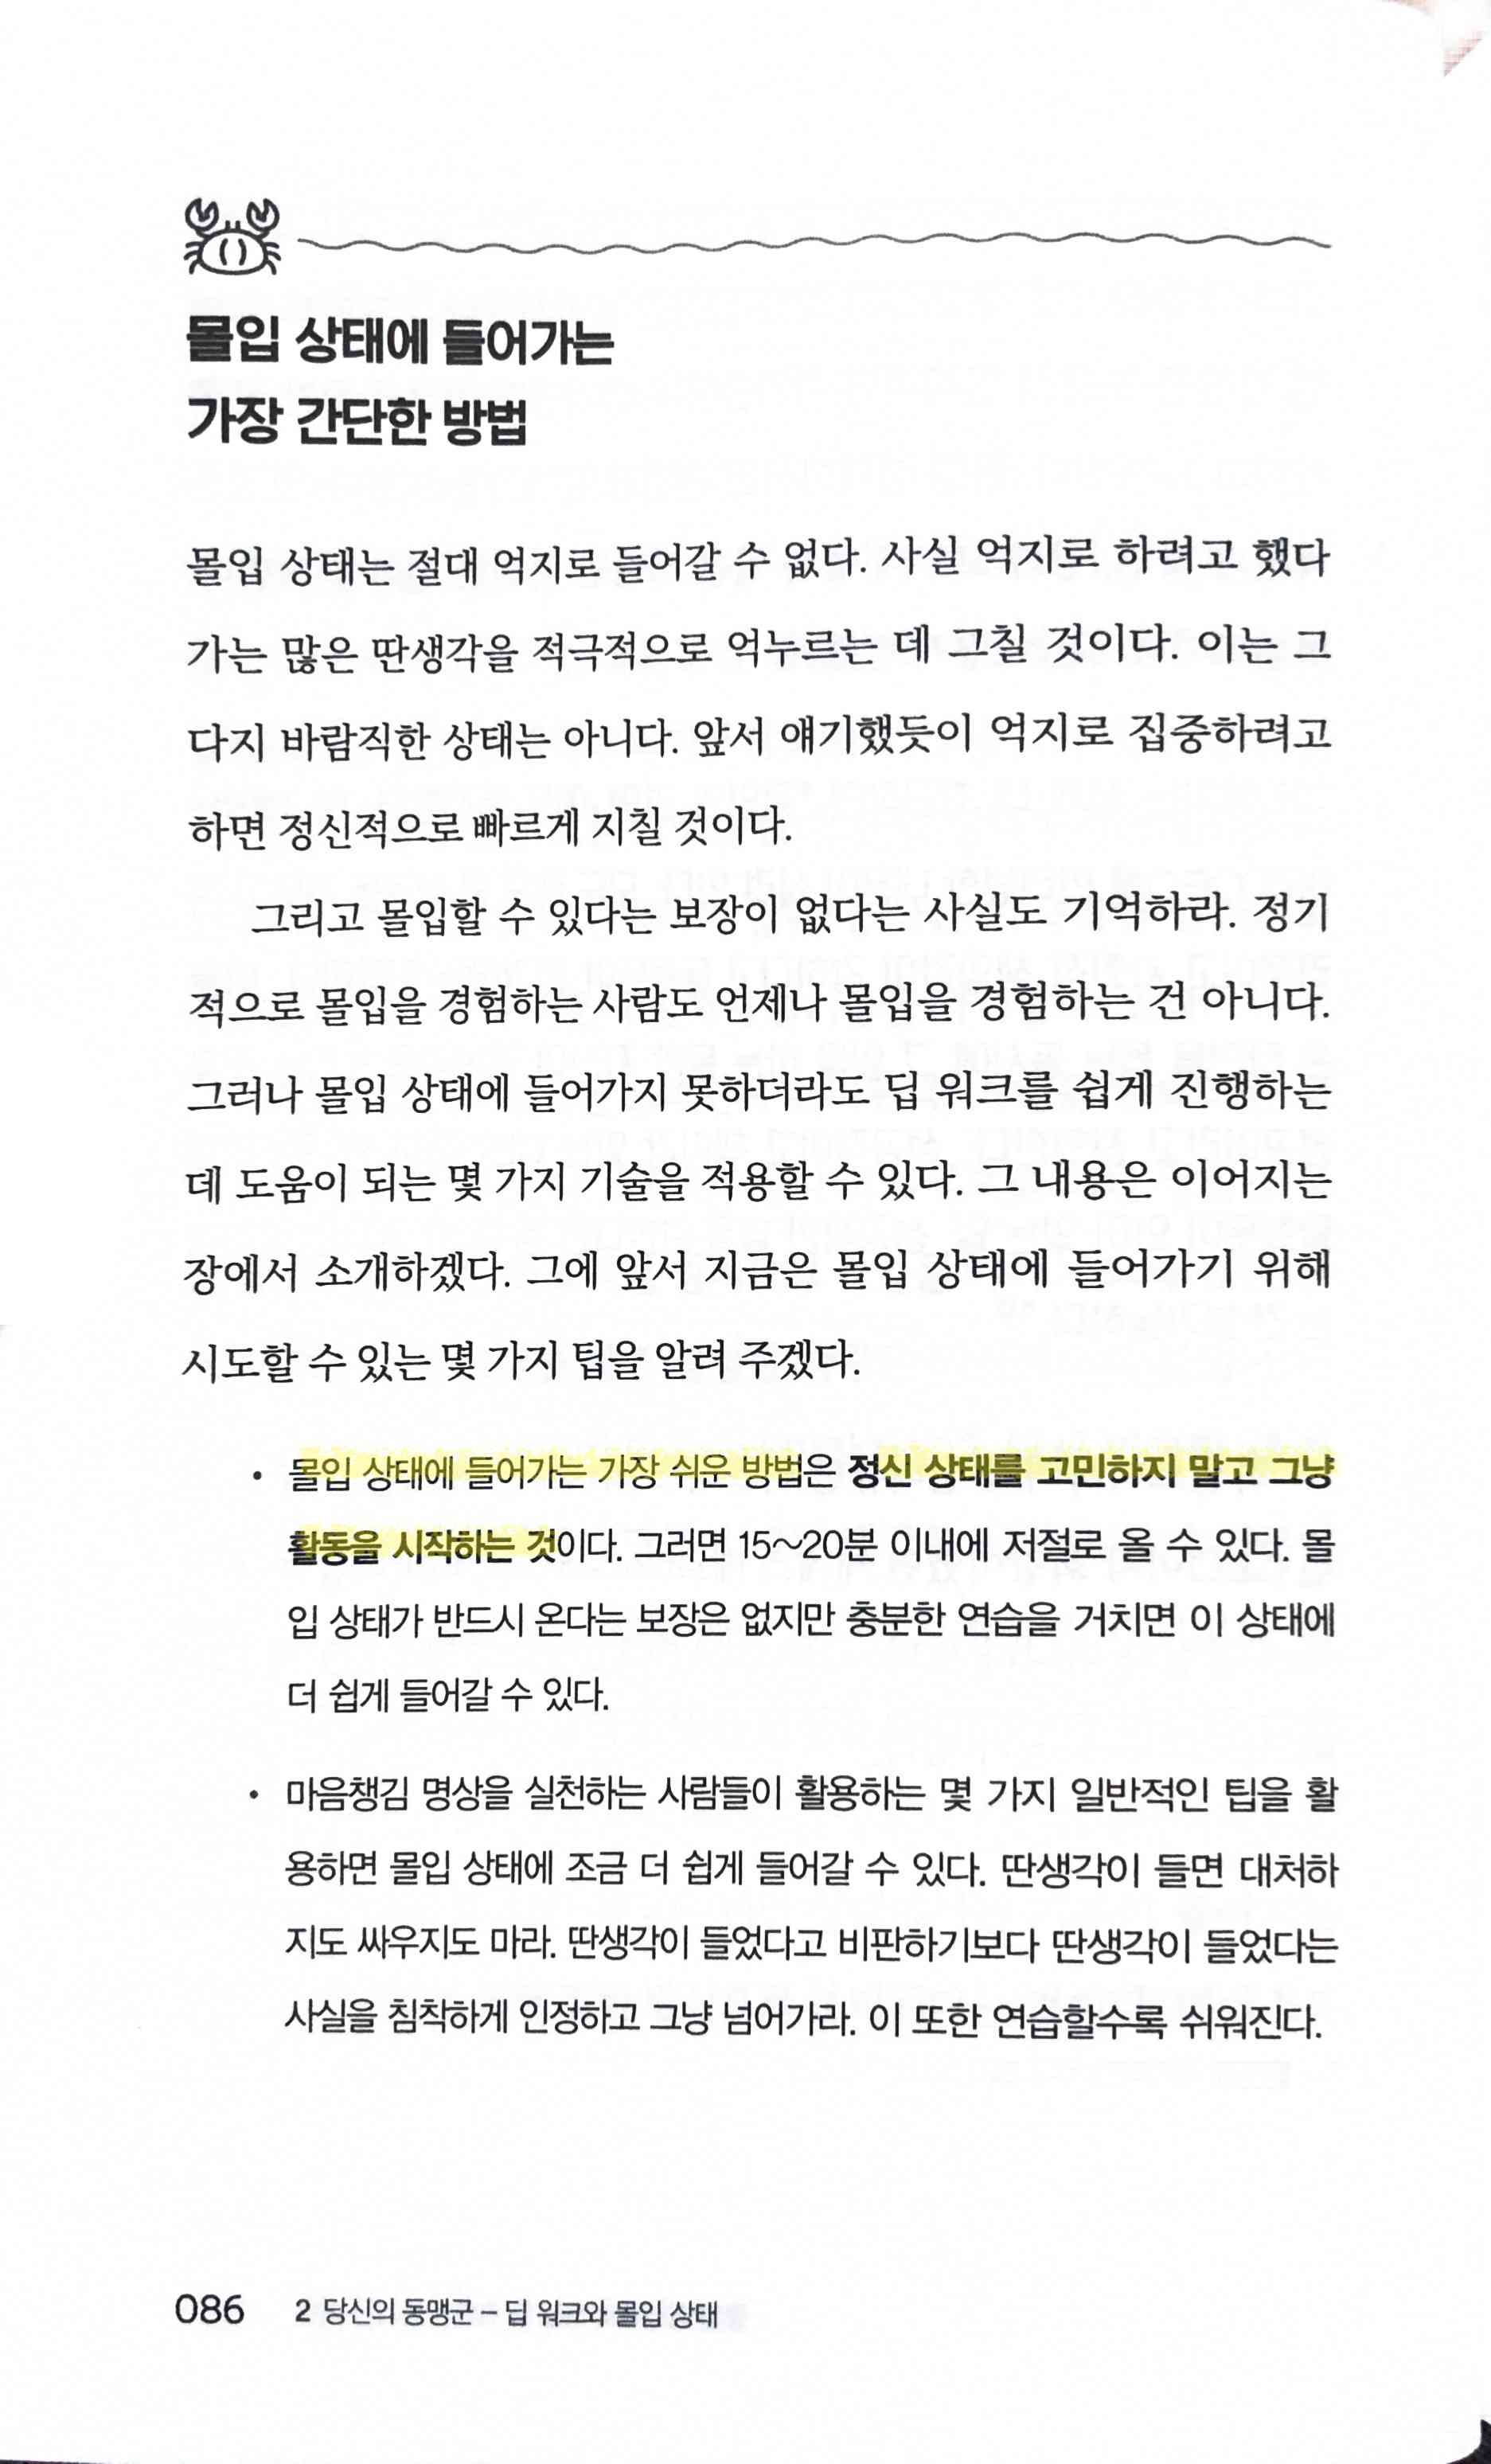 몰입 상태에 들어가는
가장 간단한 방법
몰입 상태는 절대 억지로 들어갈 수 없다. 사실 억지로 하려고 했다
가는 많은 딴생각을 적극적으로 억누르는 데 그칠 것이다. 이는 그
다지 바람직한 상태는 아니다. 앞서 얘기했듯이 억지로 집중하려고
하면 정신적으로 빠르게 지칠 것이다.
그리고 몰입할 수 있다는 보장이 없다는 사실도 기억하라. 정기
적으로 몰입을 경험하는 사람도 언제나 몰입을 경험하는 건 아니다.
그러나 몰입 상태에 들어가지 못하더라도 딥 워크를 쉽게 진행하는
데 도움이 되는 몇 가지 기술을 적용할 수 있다. 그 내용은 이어지는
장에서 소개하겠다. 그에 앞서 지금은 몰입 상태에 들어가기 위해
시도할 수 있는 몇 가지 팁을 알려 주겠다.
• 몰입 상태에 들어가는 가장 쉬운 방법은 정신 상태를 고민하지 말고 그냥
활동을 시작하는 것이다. 그러면 15~20분 이내에 저절로 올 수 있다. 몰
입 상태가 반드시 온다는 보장은 없지만 충분한 연습을 거치면 이 상태에
더 쉽게 들어갈 수 있다.
• 마음챙김 명상을 실천하는 사람들이 활용하는 몇 가지 일반적인 팁을 활
용하면 몰입 상태에 조금 더 쉽게 들어갈 수 있다. 딴생각이 들면 대처하
지도 싸우지도 마라. 딴생각이 들었다고 비판하기보다 딴생각이 들었다는
사실을 침착하게 인정하고 그냥 넘어가라. 이 또한 연습할수록 쉬워진다.
086 2 당신의 동맹군 – 딥 워크와 몰입 상태